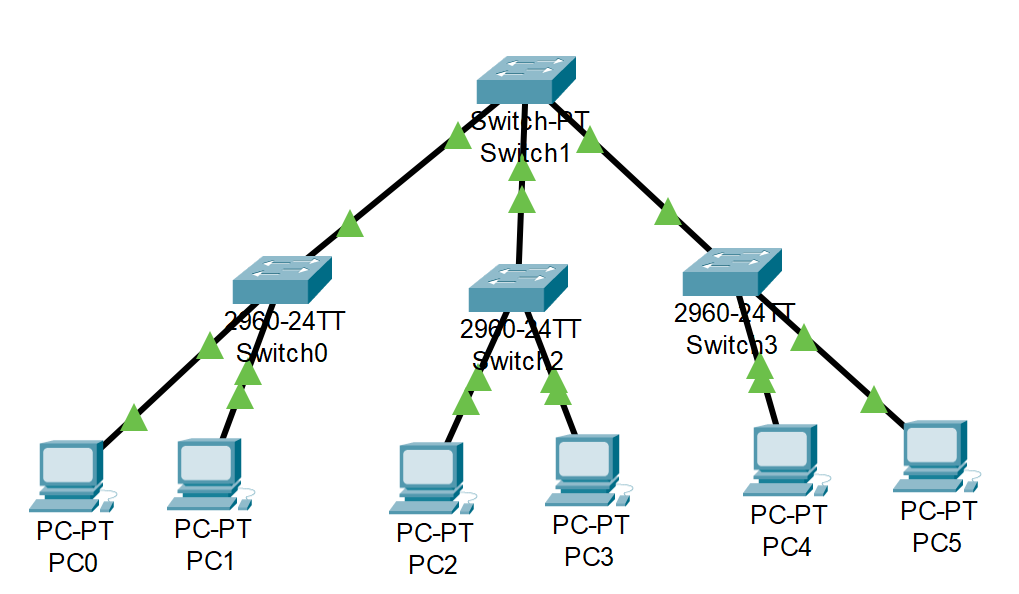 Switch-PT
Switch1
2960-24TT
Switch0
2960-24TT
Switch2
2960-24TT
Switch3
PC-PT
PC0
PC-PT
PC1
PC-PT
PC2
PC-PT
PC3
PC-PT
PC4
PC-PT
PC5